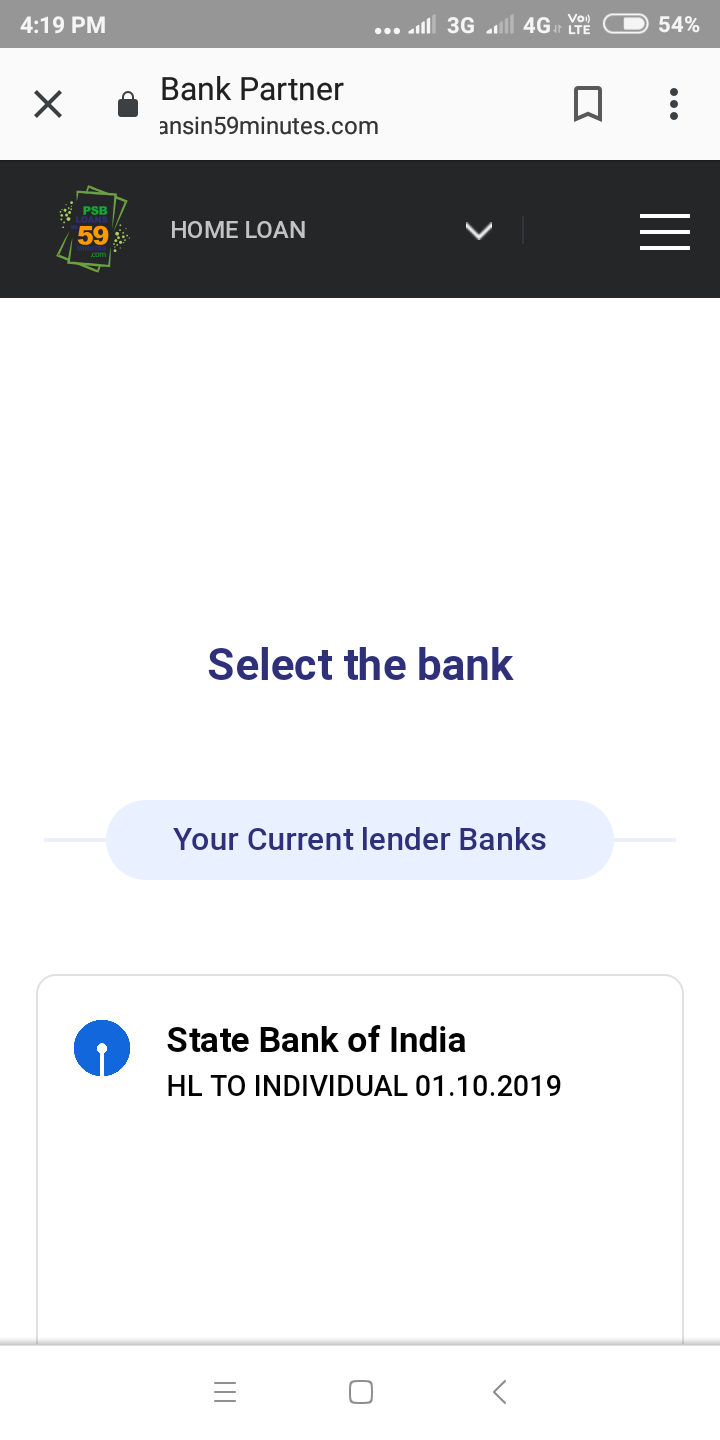 4:19 PM 3G 4G Vo) LTE 54%
Bank Partner
ansin59minutes.com
PSB
LOANS
59
minutes
.com
HOME LOAN
Select the bank
Your Current lender Banks
State Bank of India
HL TO INDIVIDUAL 01.10.2019